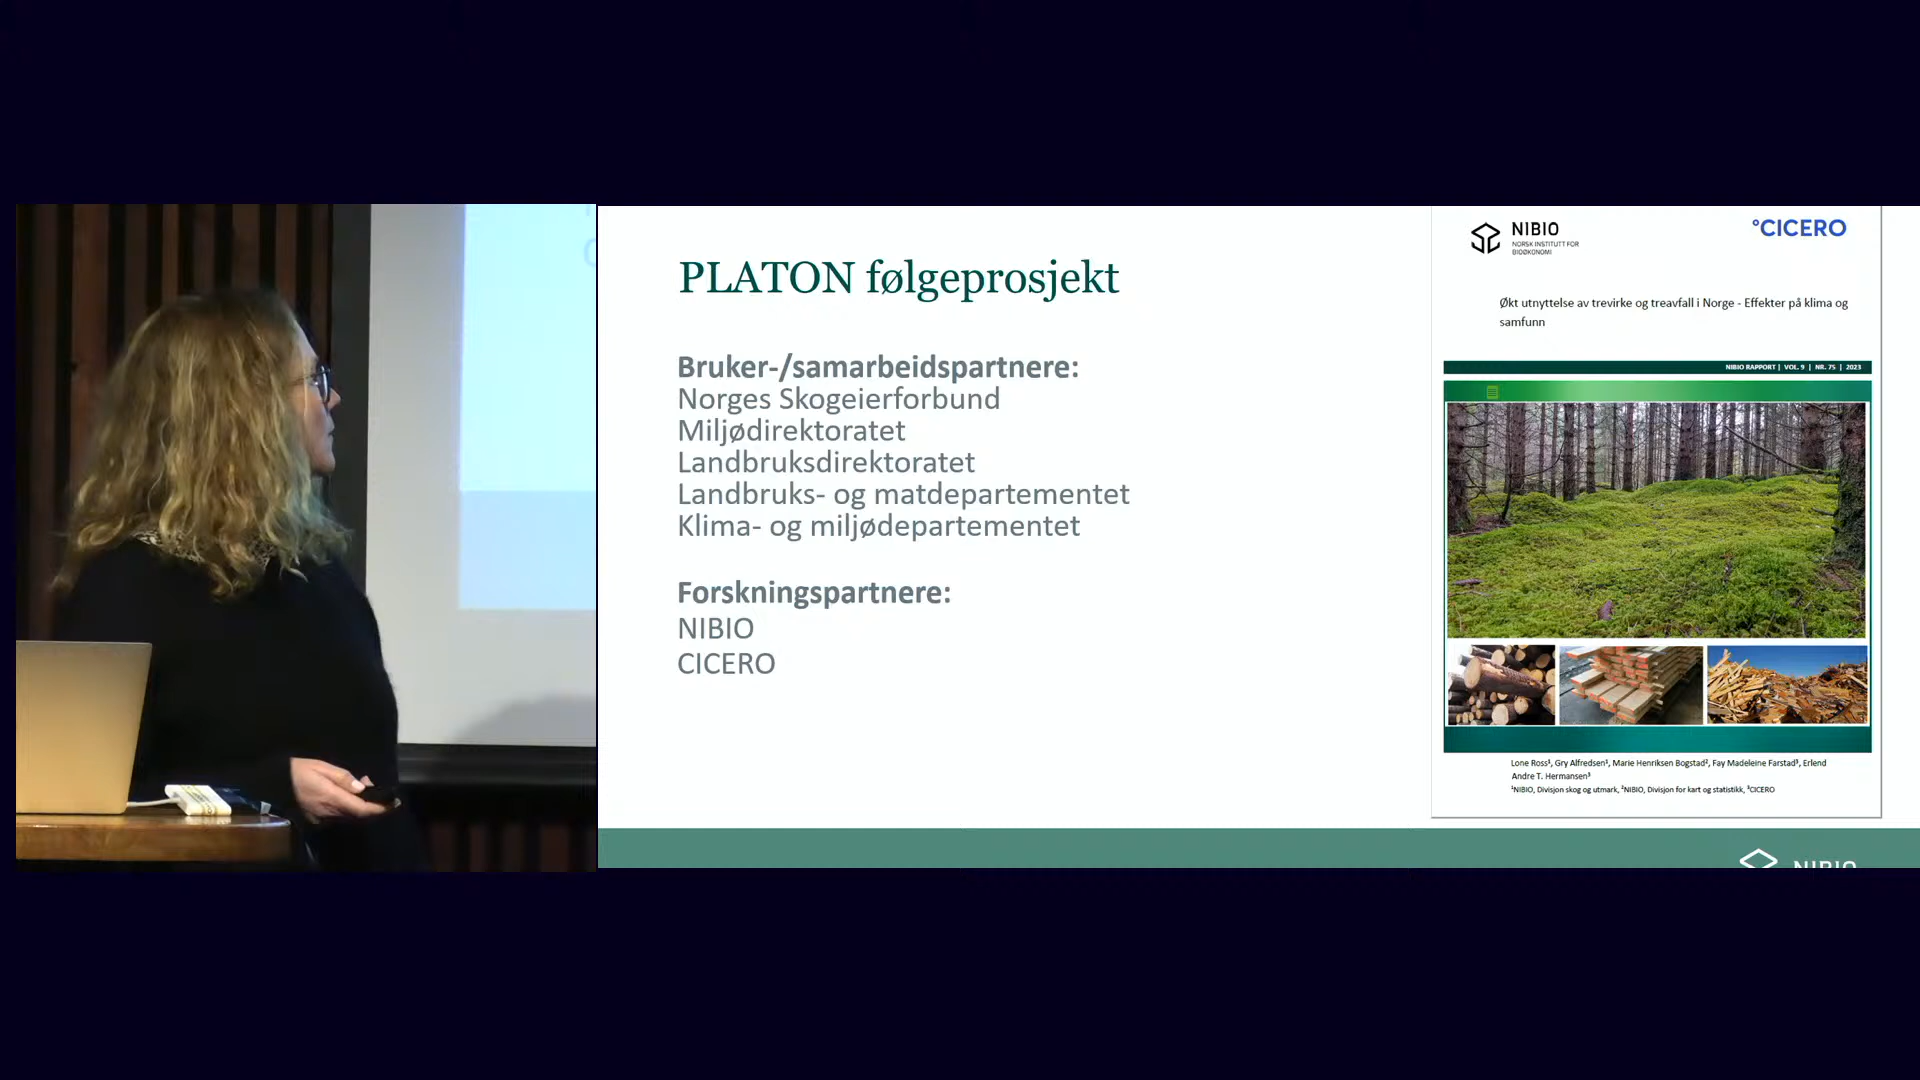 PLATON følgeprosjekt
Bruker-/samarbeidspartnere:
Norges Skogeierforbund
Miljødirektoratet
Landbruksdirektoratet
Landbruks- og matdepartementet
Klima- og miljødepartementet
Forskningspartnere:
NIBIO
CICERO
NIBIO
NORSK INSTITUTT FOR
BIOØKONOMI
°CICERO
Økt utnyttelse av trevirke og treavfall i Norge - Effekter på klima og
samfunn
NIBIO RAPPORT | VOL. 9 | NR. 75 | 2023
Lone Ross¹, Gry Alfredsen¹, Marie Henriksen Bogstad², Fay Madeleine Farstad³, Erlend
Andre T. Hermansen³
¹NIBIO, Divisjon skog og utmark, ²NIBIO, Divisjon for kart og statistikk, ³CICERO
NIBIO